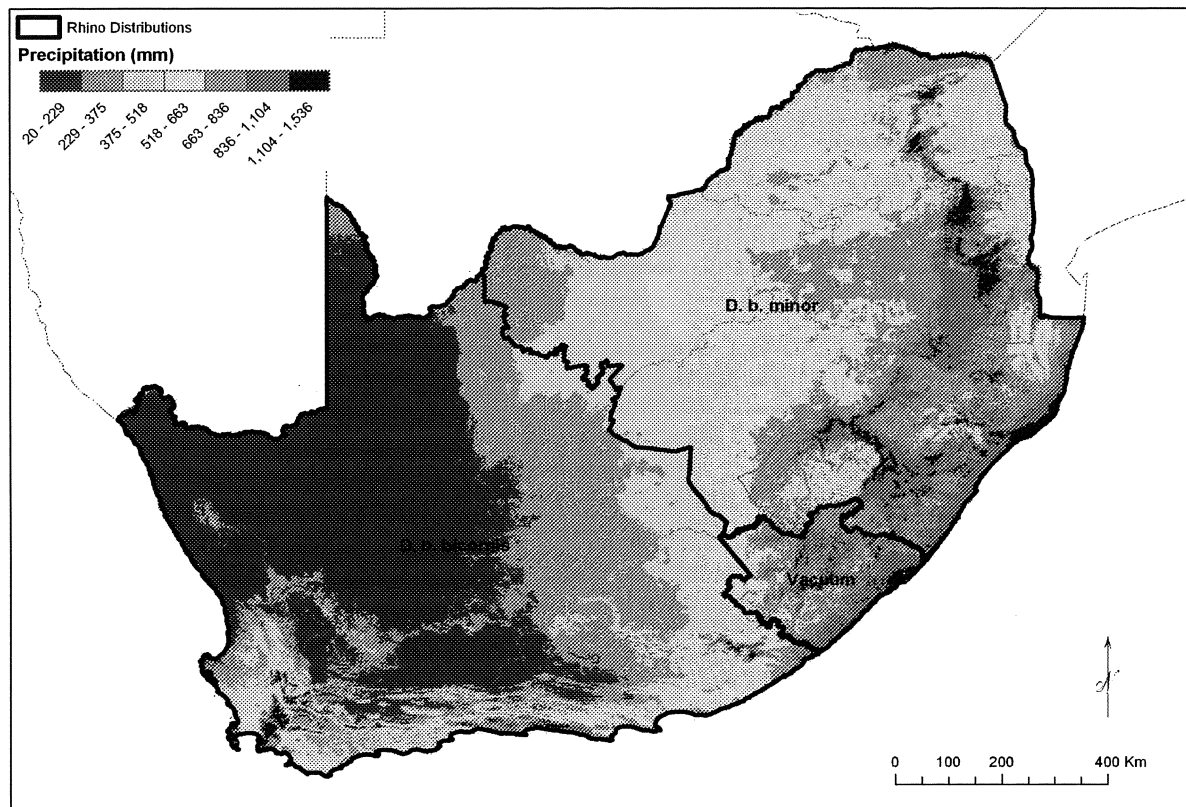 Rhino Distributions
Precipitation (mm)
20 - 229
229 - 375
375 - 518
518 - 663
663 - 836
836 - 1,104
1,104 - 1,536
D. b. minor
D. b. bicornis
Vacuum
0 100 200 400 Km